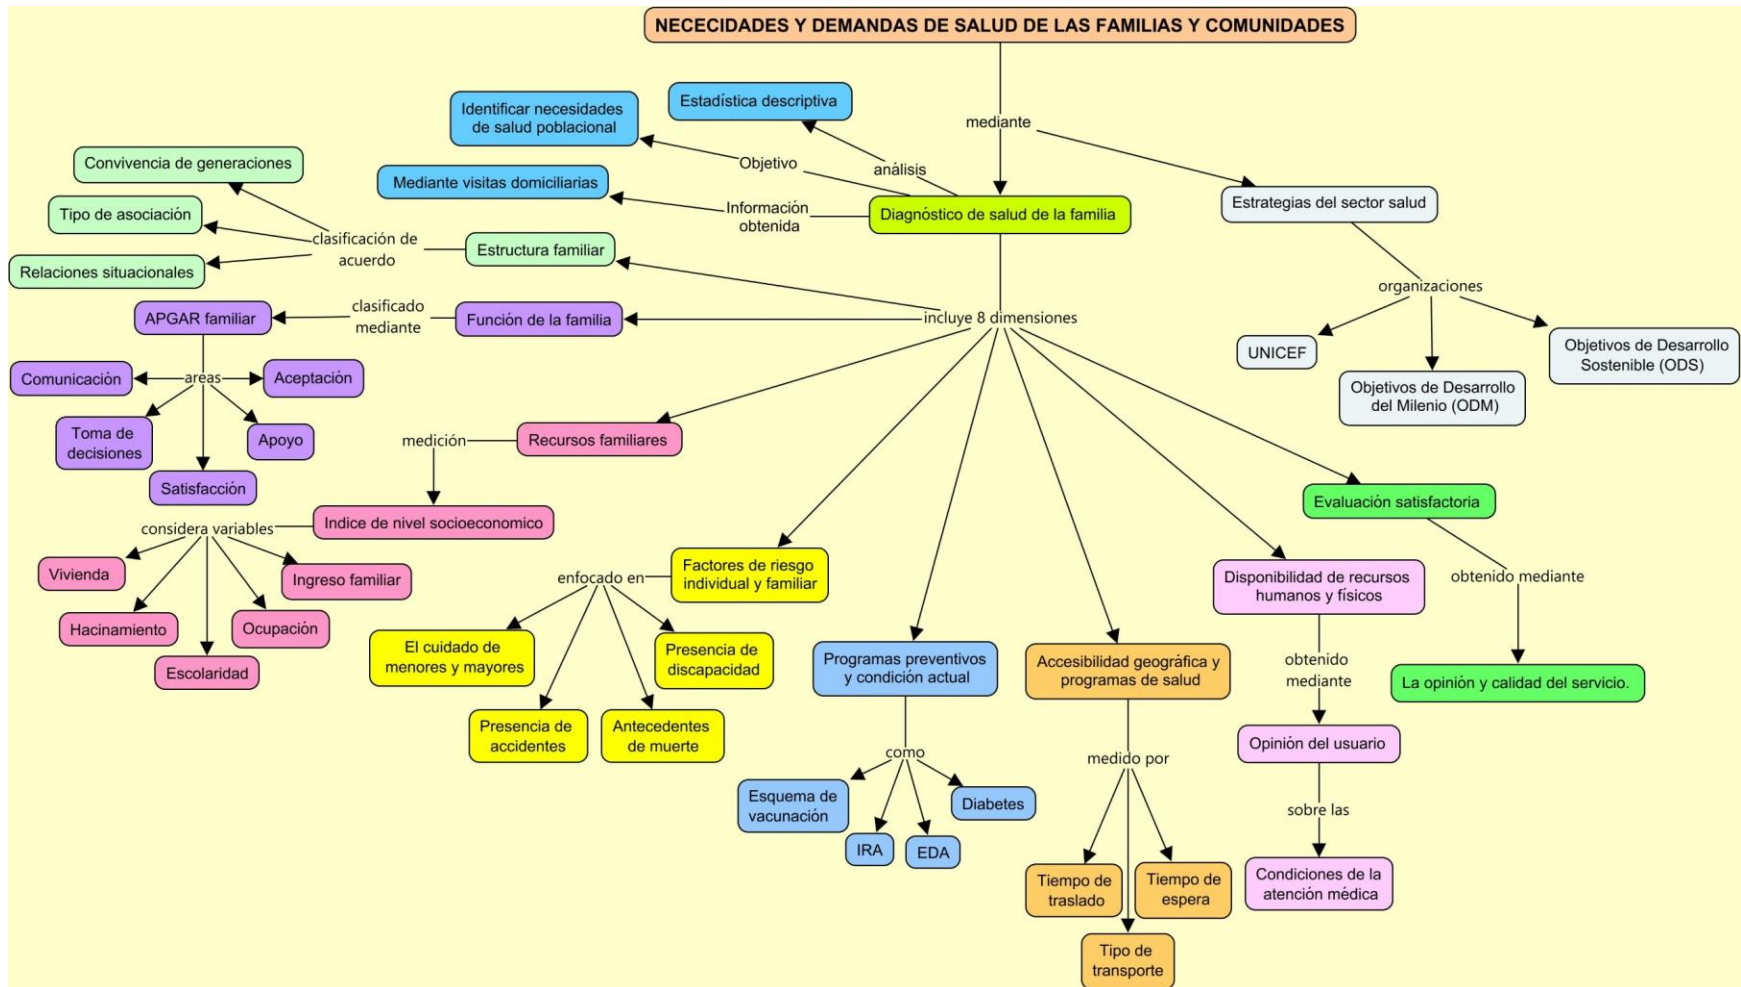 NECECIDADES Y DEMANDAS DE SALUD DE LAS FAMILIAS Y COMUNIDADES
mediante
Estadística descriptiva
Identificar necesidades
de salud poblacional
Objetivo
análisis
Mediante visitas domiciliarias
Información
obtenida
Diagnóstico de salud de la familia
Estrategias del sector salud
organizaciones
UNICEF
Objetivos de Desarrollo
del Milenio (ODM)
Objetivos de Desarrollo
Sostenible (ODS)
incluye 8 dimensiones
Estructura familiar
clasificación de
acuerdo
Convivencia de generaciones
Tipo de asociación
Relaciones situacionales
Función de la familia
clasificado
mediante
APGAR familiar
areas
Comunicación
Aceptación
Toma de
decisiones
Apoyo
Satisfacción
Recursos familiares
medición
Indice de nivel socioeconomico
considera variables
Vivienda
Ingreso familiar
Hacinamiento
Ocupación
Escolaridad
Factores de riesgo
individual y familiar
enfocado en
El cuidado de
menores y mayores
Presencia de
discapacidad
Presencia de
accidentes
Antecedentes
de muerte
Programas preventivos
y condición actual
como
Esquema de
vacunación
Diabetes
IRA
EDA
Accesibilidad geográfica y
programas de salud
medido por
Tiempo de
traslado
Tiempo de
espera
Tipo de
transporte
Disponibilidad de recursos
humanos y físicos
obtenido
mediante
Opinión del usuario
sobre las
Condiciones de la
atención médica
Evaluación satisfactoria
obtenido mediante
La opinión y calidad del servicio.